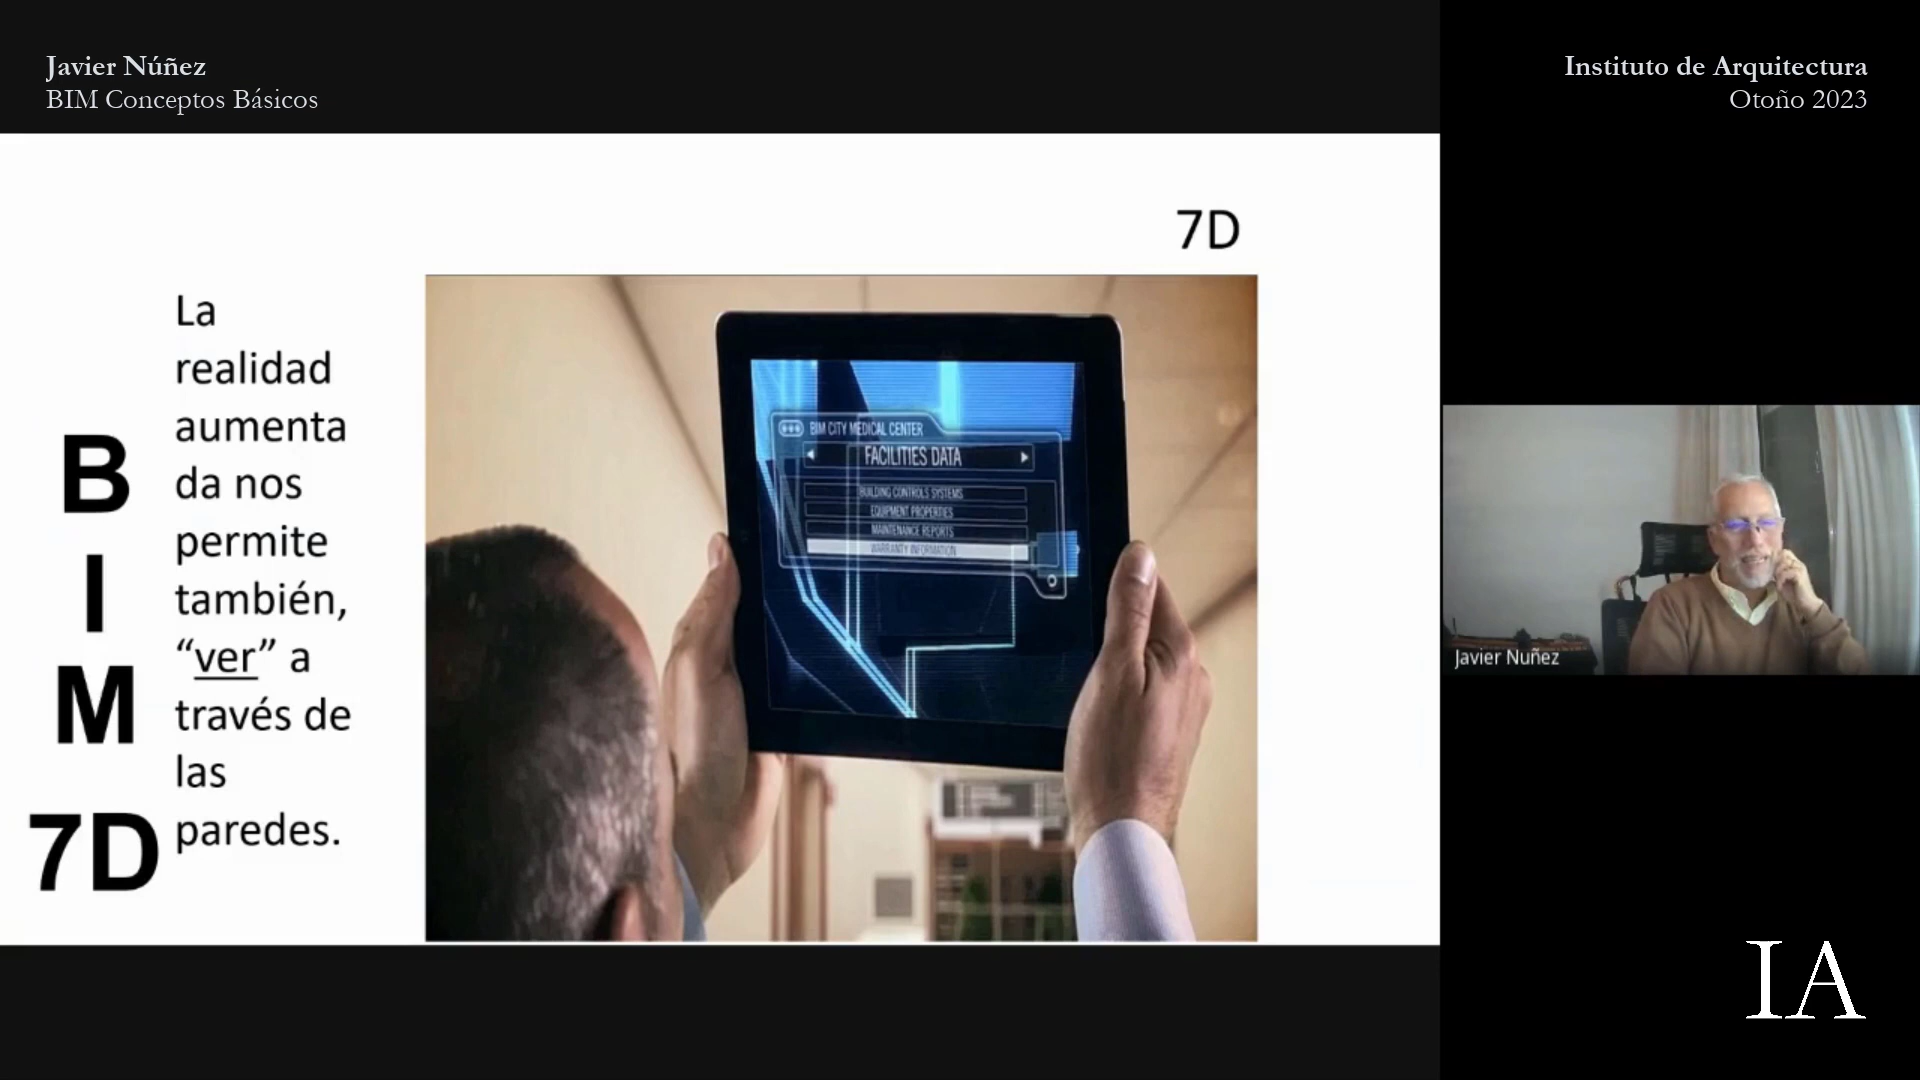 Javier Núñez
BIM Conceptos Básicos
Instituto de Arquitectura
Otoño 2023
7D
B
I
M
7D
La
realidad
aumenta
da nos
permite
también,
“ver” a
través de
las
paredes.
BIM CITY MEDICAL CENTER
FACILITIES DATA
BUILDING CONTROLS SYSTEMS
EQUIPMENT PROPERTIES
MAINTENANCE REPORTS
WARRANTY INFORMATION
Javier Nuñez
IA